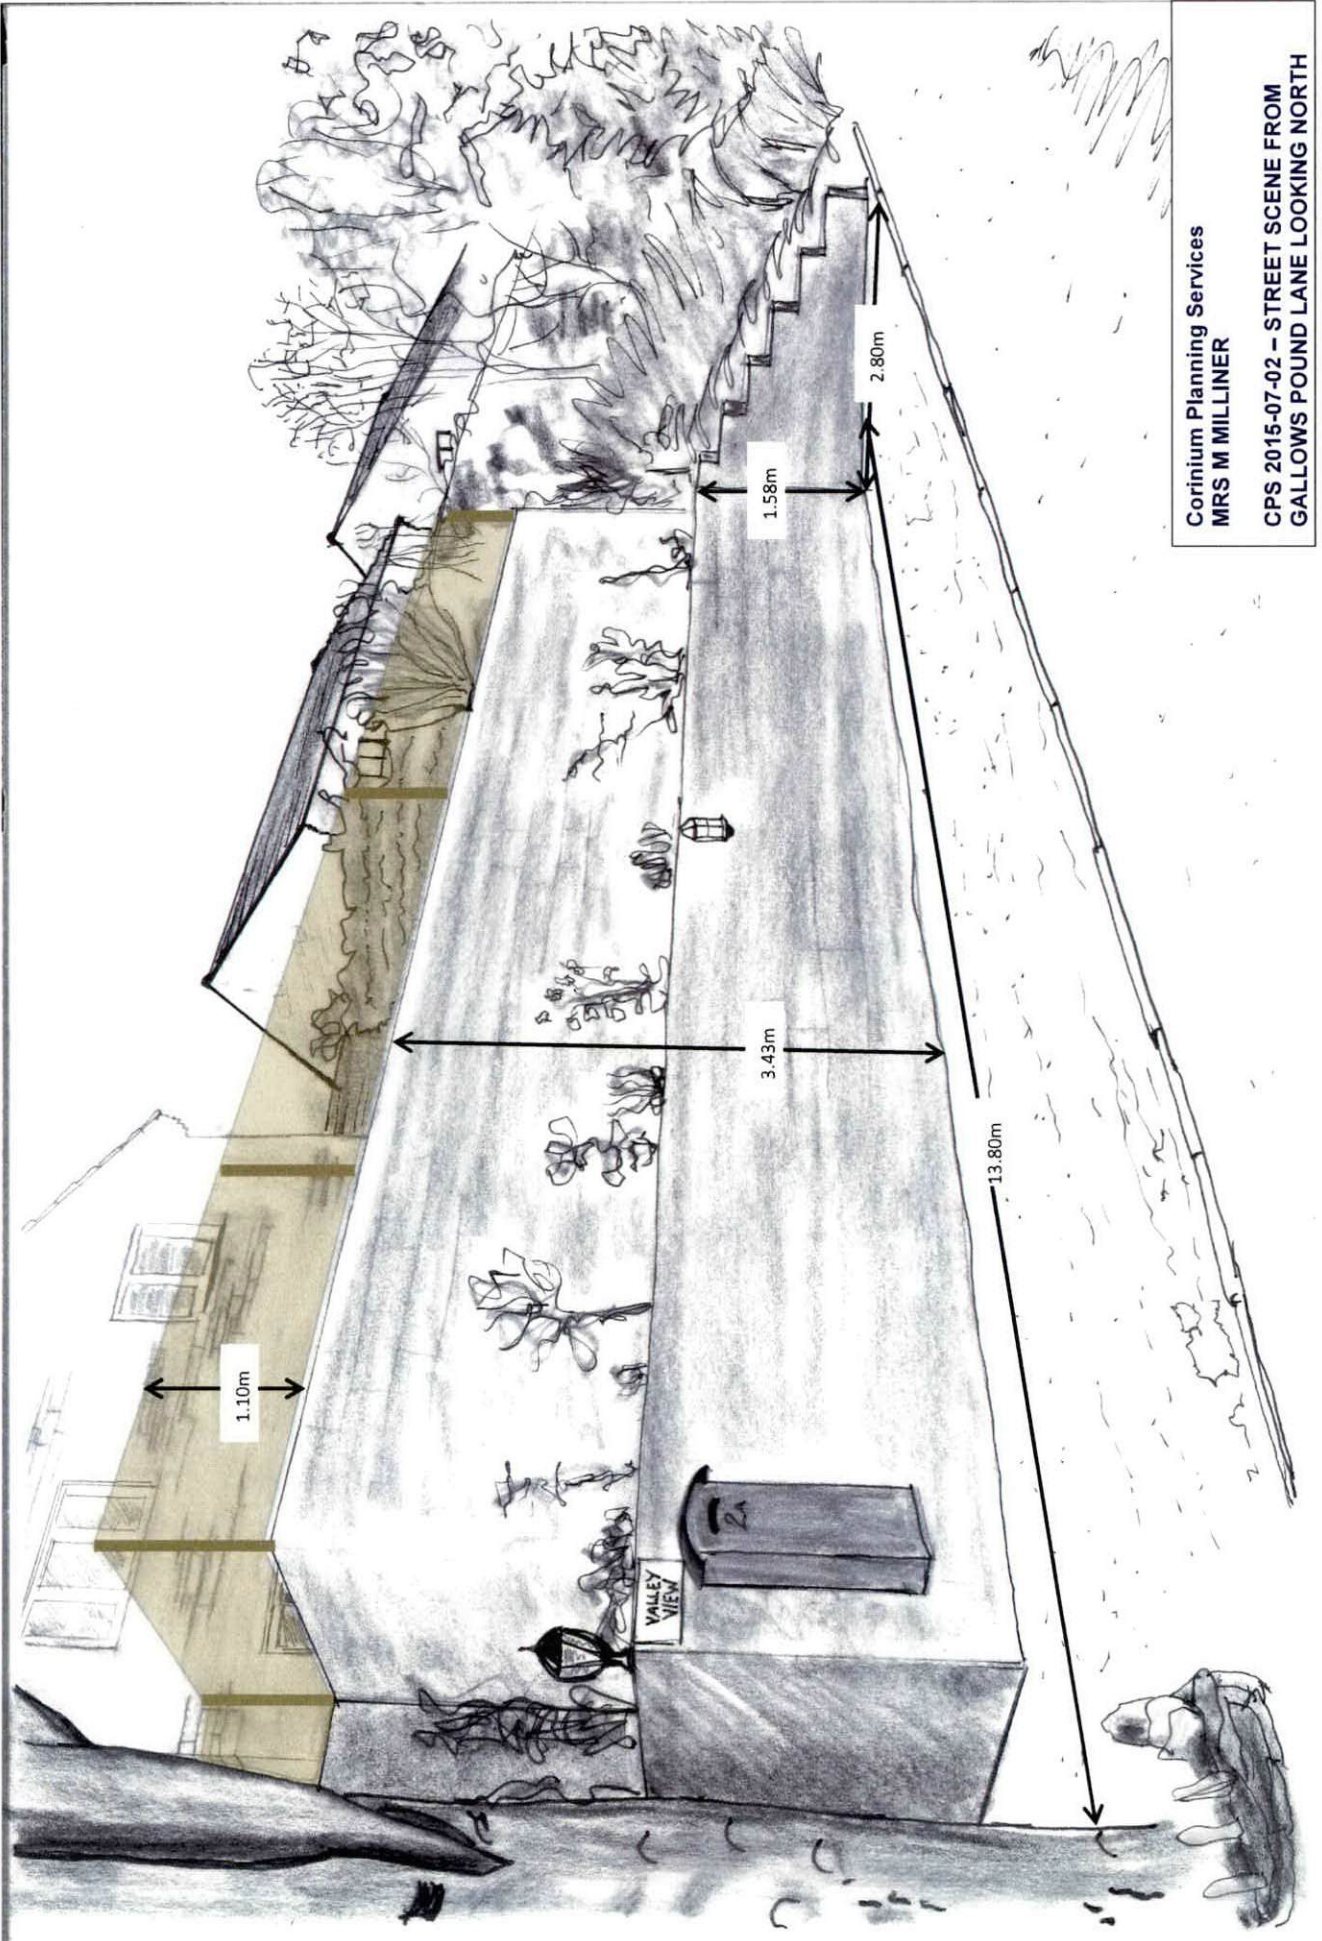 1.10m
3.43m
1.58m
2.80m
13.80m
VALLEY
VIEW
2A
Corinium Planning Services
MRS M MILLINER
CPS 2015-07-02 – STREET SCENE FROM
GALLOWS POUND LANE LOOKING NORTH